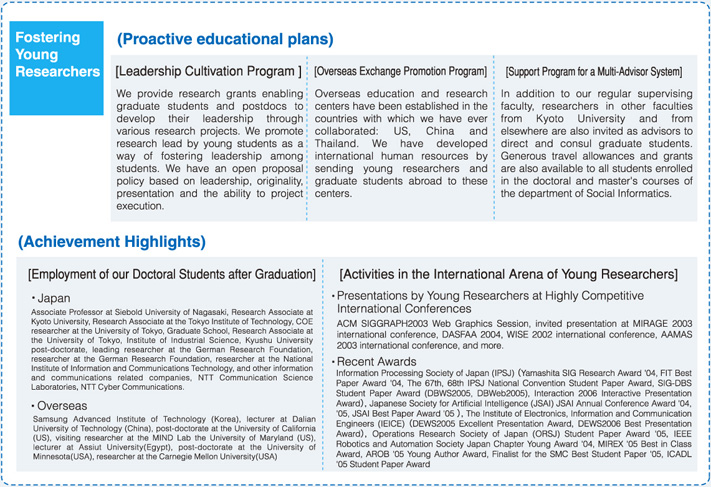 Fostering
Young
Researchers
(Proactive educational plans)
[Leadership Cultivation Program ]
We provide research grants enabling
graduate students and postdocs to
develop their leadership through
various research projects. We promote
research lead by young students as a
way of fostering leadership among
students. We have an open proposal
policy based on leadership, originality,
presentation and the ability to project
execution.
[Overseas Exchange Promotion Program]
Overseas education and research
centers have been established in the
countries with which we have ever
collaborated: US, China and
Thailand. We have developed
international human resources by
sending young researchers and
graduate students abroad to these
centers.
[Support Program for a Multi-Advisor System]
In addition to our regular supervising
faculty, researchers in other faculties
from Kyoto University and from
elsewhere are also invited as advisors to
direct and consul graduate students.
Generous travel allowances and grants
are also available to all students enrolled
in the doctoral and master's courses of
the department of Social Informatics.
(Achievement Highlights)
[Employment of our Doctoral Students after Graduation]
・Japan
Associate Professor at Siebold University of Nagasaki, Research Associate at
Kyoto University, Research Associate at the Tokyo Institute of Technology, COE
researcher at the University of Tokyo, Graduate School, Research Associate at
the University of Tokyo, Institute of Industrial Science, Kyushu University
post-doctorate, leading researcher at the German Research Foundation,
researcher at the German Research Foundation, researcher at the National
Institute of Information and Communications Technology, and other information
and communications related companies, NTT Communication Science
Laboratories, NTT Cyber Communications.
・Overseas
Samsung Advanced Institute of Technology (Korea), lecturer at Dalian
University of Technology (China), post-doctorate at the University of California
(US), visiting researcher at the MIND Lab the University of Maryland (US),
lecturer at Assiut University(Egypt), post-doctorate at the University of
Minnesota(USA), researcher at the Carnegie Mellon University(USA)
[Activities in the International Arena of Young Researchers]
・Presentations by Young Researchers at Highly Competitive
International Conferences
ACM SIGGRAPH2003 Web Graphics Session, invited presentation at MIRAGE 2003
international conference, DASFAA 2004, WISE 2002 international conference, AAMAS
2003 international conference, and more.
・Recent Awards
Information Processing Society of Japan (IPSJ) (Yamashita SIG Research Award '04, FIT Best
Paper Award '04, The 67th, 68th IPSJ National Convention Student Paper Award, SiG-DBS
Student Paper Award (DBWS2005, DBWeb2005), Interaction 2006 Interactive Presentation
Award), Japanese Society for Artificial Intelligence (JSAI) JSAI Annual Conference Award '04,
'05, JSAI Best Paper Award '05 ), The Institute of Electronics, Information and Communication
Engineers (IEICE) (DEWS2005 Excellent Presentation Award, DEWS2006 Best Presentation
Award), Operations Research Society of Japan (ORSJ) Student Paper Award '05, IEEE
Robotics and Automation Society Japan Chapter Young Award '04, MIREX '05 Best in Class
Award, AROB '05 Young Author Award, Finalist for the SMC Best Student Paper '05, ICADL
'05 Student Paper Award